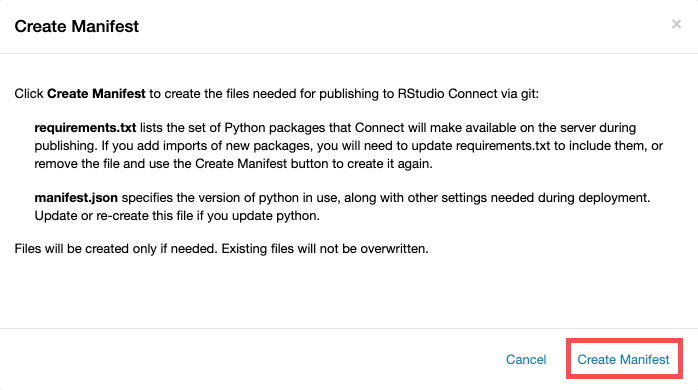 Create Manifest
×
Click Create Manifest to create the files needed for publishing to RStudio Connect via git:
requirements.txt lists the set of Python packages that Connect will make available on the server during
publishing. If you add imports of new packages, you will need to update requirements.txt to include them, or
remove the file and use the Create Manifest button to create it again.
manifest.json specifies the version of python in use, along with other settings needed during deployment.
Update or re-create this file if you update python.
Files will be created only if needed. Existing files will not be overwritten.
Cancel
Create Manifest